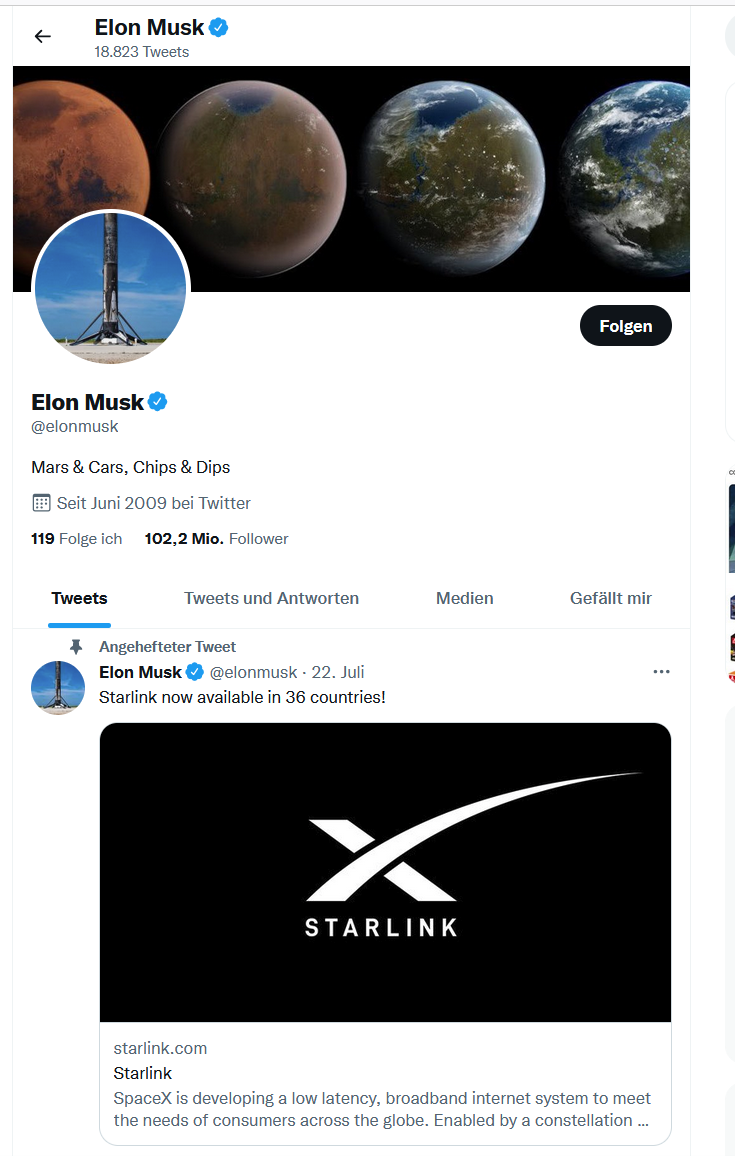 Elon Musk
18.823 Tweets
Folgen
Elon Musk
@elonmusk
Mars & Cars, Chips & Dips
Seit Juni 2009 bei Twitter
119 Folge ich 102,2 Mio. Follower
Tweets Tweets und Antworten Medien Gefällt mir
Angehefteter Tweet
Elon Musk @elonmusk · 22. Juli
Starlink now available in 36 countries!
STARLINK
starlink.com
Starlink
SpaceX is developing a low latency, broadband internet system to meet
the needs of consumers across the globe. Enabled by a constellation ...